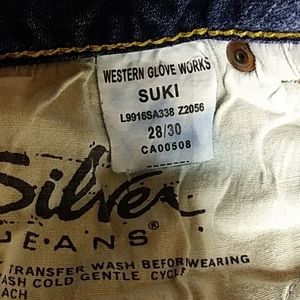 WESTERN GLOVE WORKS
SUKI
L9916SA338 Z2056
28/30
CA00508
Silver
JEANS®
TRANSFER WASH BEFORE WEARING
WASH COLD GENTLE CYCLE